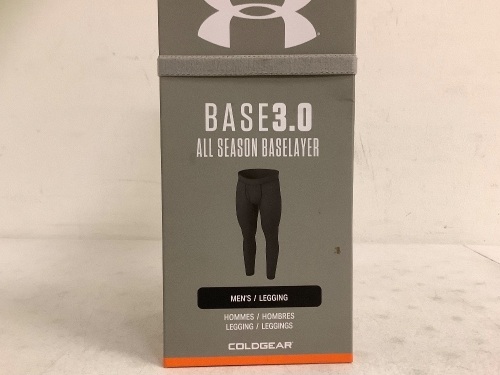 BASE3.0
ALL SEASON BASELAYER
MEN'S / LEGGING
HOMMES / HOMBRES
LEGGING / LEGGINGS
COLDGEAR®